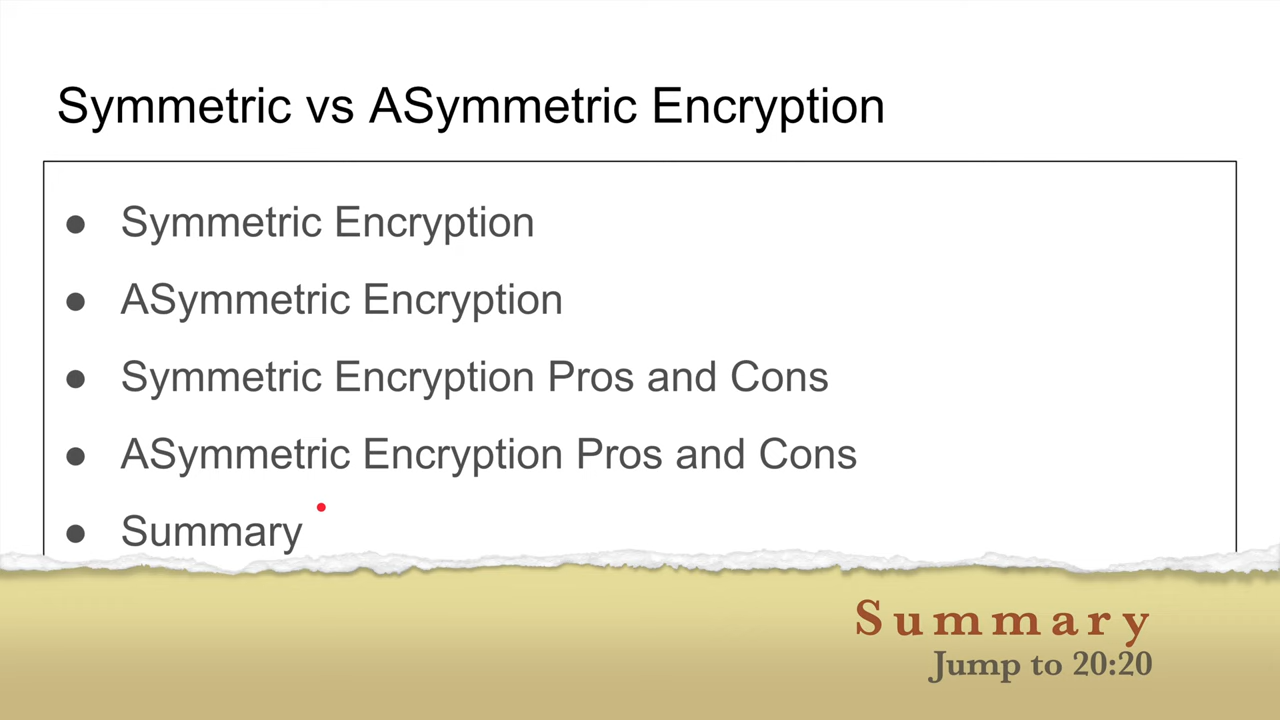 Symmetric vs ASymmetric Encryption
● Symmetric Encryption
● ASymmetric Encryption
● Symmetric Encryption Pros and Cons
● ASymmetric Encryption Pros and Cons
● Summary
Summary
Jump to 20:20